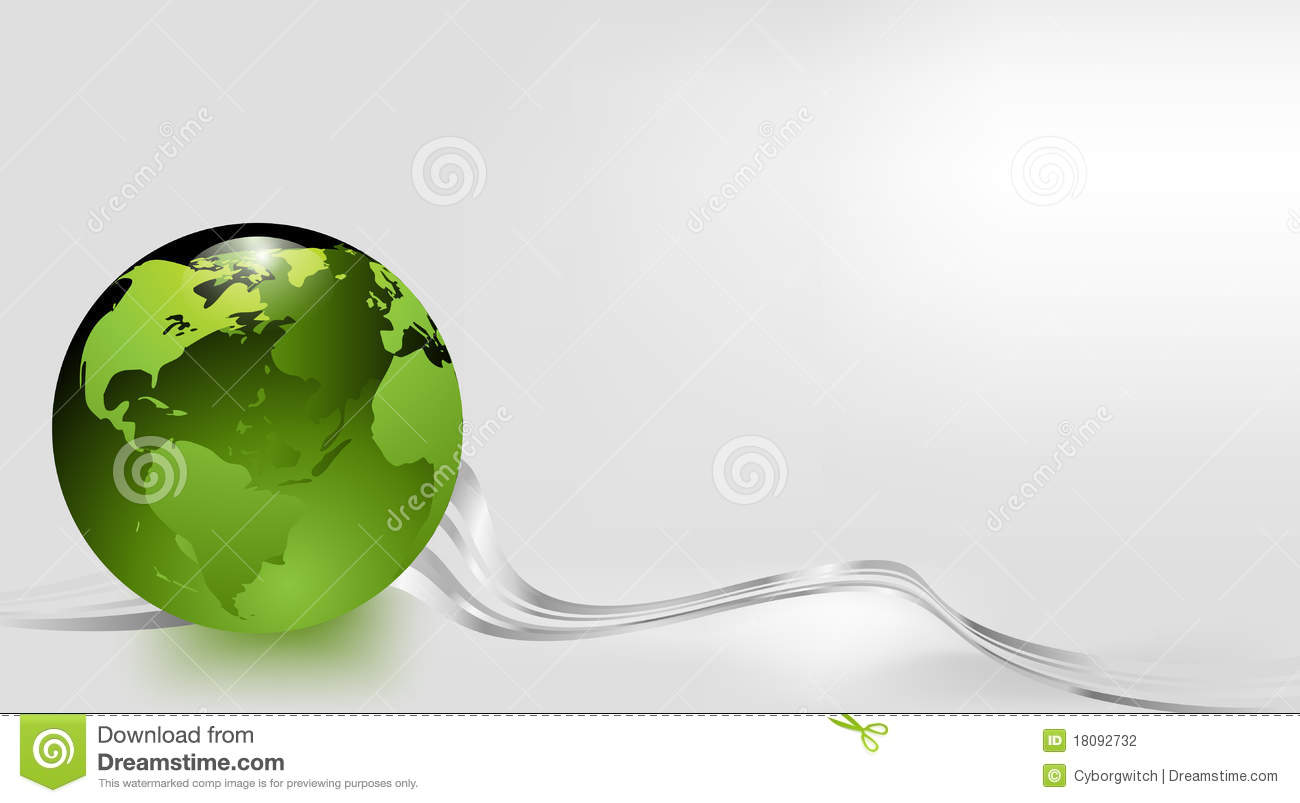 dreamstime
dreamstime
dreamstime
dreamstime
Download from
Dreamstime.com
This watermarked comp image is for previewing purposes only.
ID 18092732
© Cyborgwitch | Dreamstime.com